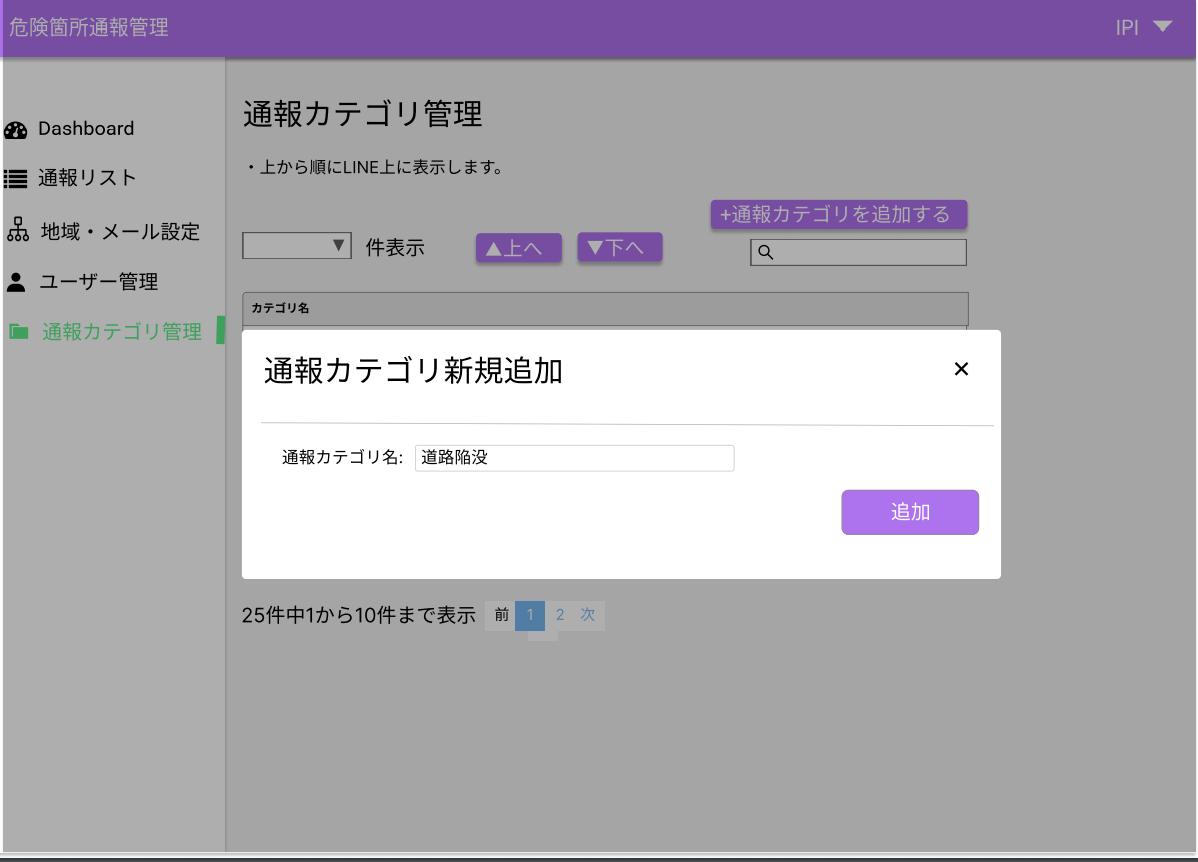 危険箇所通報管理
IPI
Dashboard
通報リスト
地域・メール設定
ユーザー管理
通報カテゴリ管理
通報カテゴリ管理
・上から順にLINE上に表示します。
+通報カテゴリを追加する
▼ 件表示 ▲上へ ▼下へ
カテゴリ名
通報カテゴリ新規追加 ×
通報カテゴリ名: 道路陥没
追加
25件中1から10件まで表示 前 1 2 次